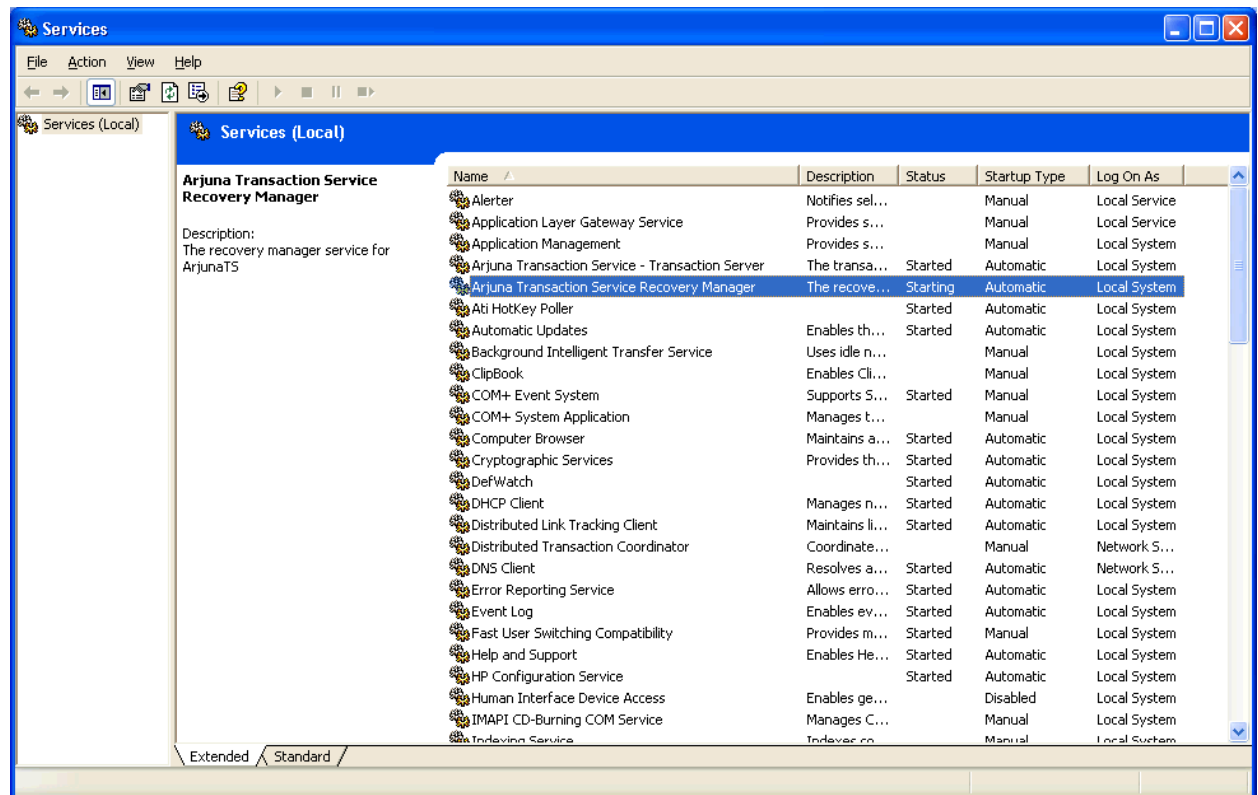 Services
File Action View Help
Services (Local)
Services (Local)
Arjuna Transaction Service
Recovery Manager
Description:
The recovery manager service for
ArjunaTS
Name Description Status Startup Type Log On As
Alerter Notifies sel... Manual Local Service
Application Layer Gateway Service Provides s... Manual Local Service
Application Management Provides s... Manual Local System
Arjuna Transaction Service - Transaction Server The transa... Started Automatic Local System
Arjuna Transaction Service Recovery Manager The recove... Starting Automatic Local System
Ati HotKey Poller Started Automatic Local System
Automatic Updates Enables th... Started Automatic Local System
Background Intelligent Transfer Service Uses idle n... Manual Local System
ClipBook Enables Cli... Manual Local System
COM+ Event System Supports S... Started Manual Local System
COM+ System Application Manages t... Manual Local System
Computer Browser Maintains a... Started Automatic Local System
Cryptographic Services Provides th... Started Automatic Local System
DefWatch Started Automatic Local System
DHCP Client Manages n... Started Automatic Local System
Distributed Link Tracking Client Maintains li... Started Automatic Local System
Distributed Transaction Coordinator Coordinate... Manual Network S...
DNS Client Resolves a... Started Automatic Network S...
Error Reporting Service Allows erro... Started Automatic Local System
Event Log Enables ev... Started Automatic Local System
Fast User Switching Compatibility Provides m... Started Manual Local System
Help and Support Enables He... Started Automatic Local System
HP Configuration Service Started Automatic Local System
Human Interface Device Access Enables ge... Disabled Local System
IMAPI CD-Burning COM Service Manages C... Manual Local System
Indexing Service Indexes co... Manual Local System
Extended Standard